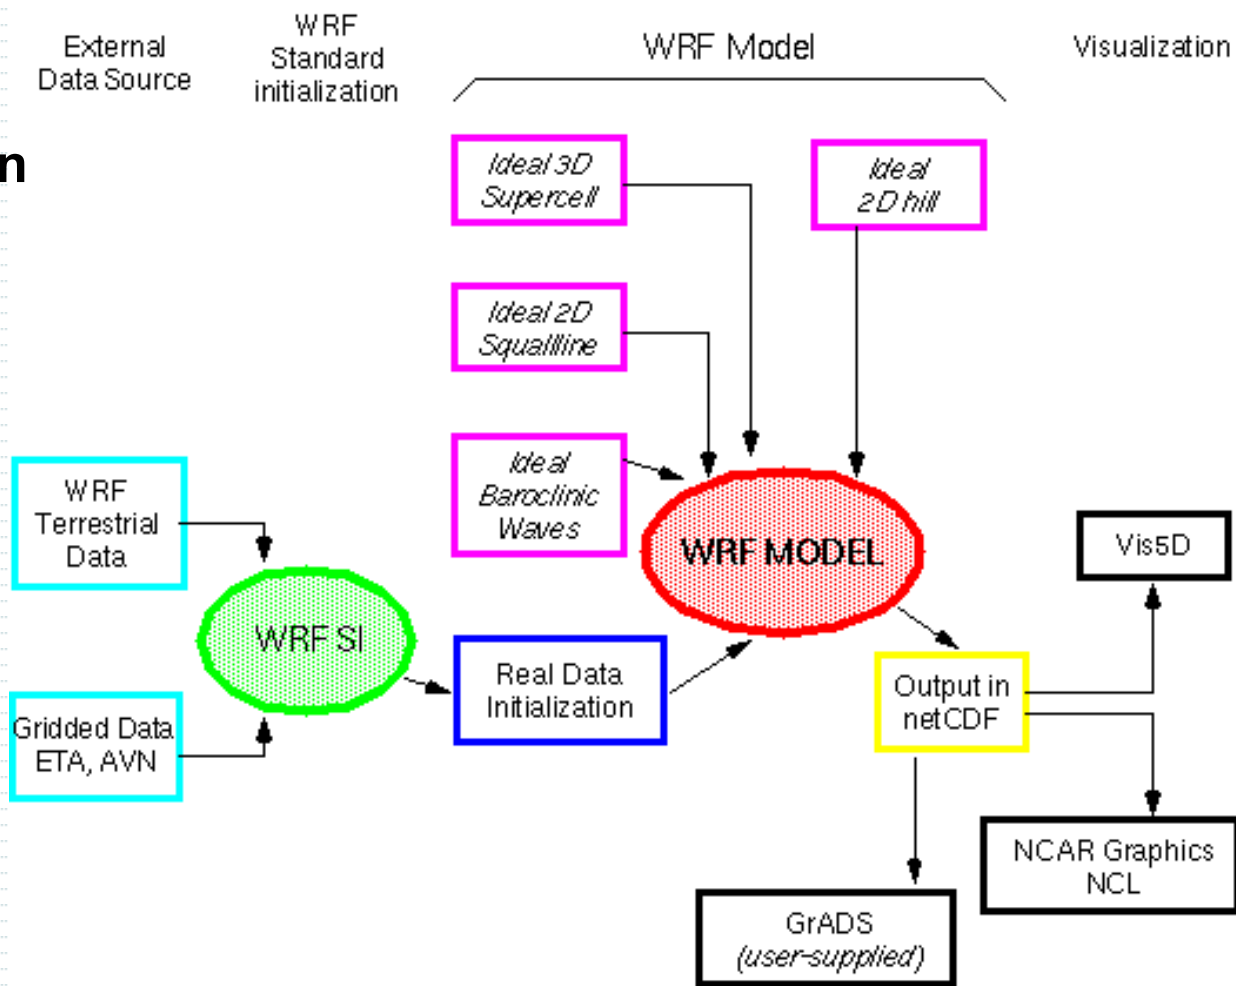 External
Data Source
WRF
Standard
initialization
WRF Model
Visualization
n
Ideal 3D
Supercell
Ideal
2D hill
Ideal 2D
Squallline
Ideal
Baroclinic
Waves
WRF
Terrestrial
Data
WRF MODEL
Vis5D
WRF SI
Real Data
Initialization
Output in
netCDF
Gridded Data
ETA, AVN
NCAR Graphics
NCL
GrADS
(user-supplied)